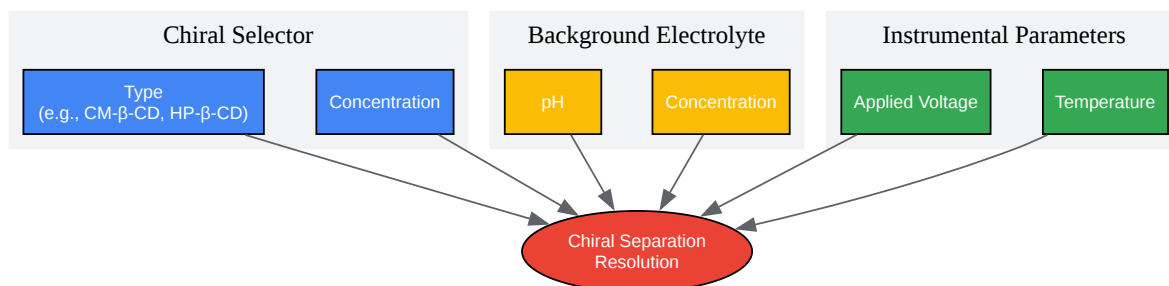 Chiral Selector
Background Electrolyte
Instrumental Parameters
Type
(e.g., CM-β-CD, HP-β-CD)
Concentration
pH
Concentration
Applied Voltage
Temperature
Chiral Separation
Resolution